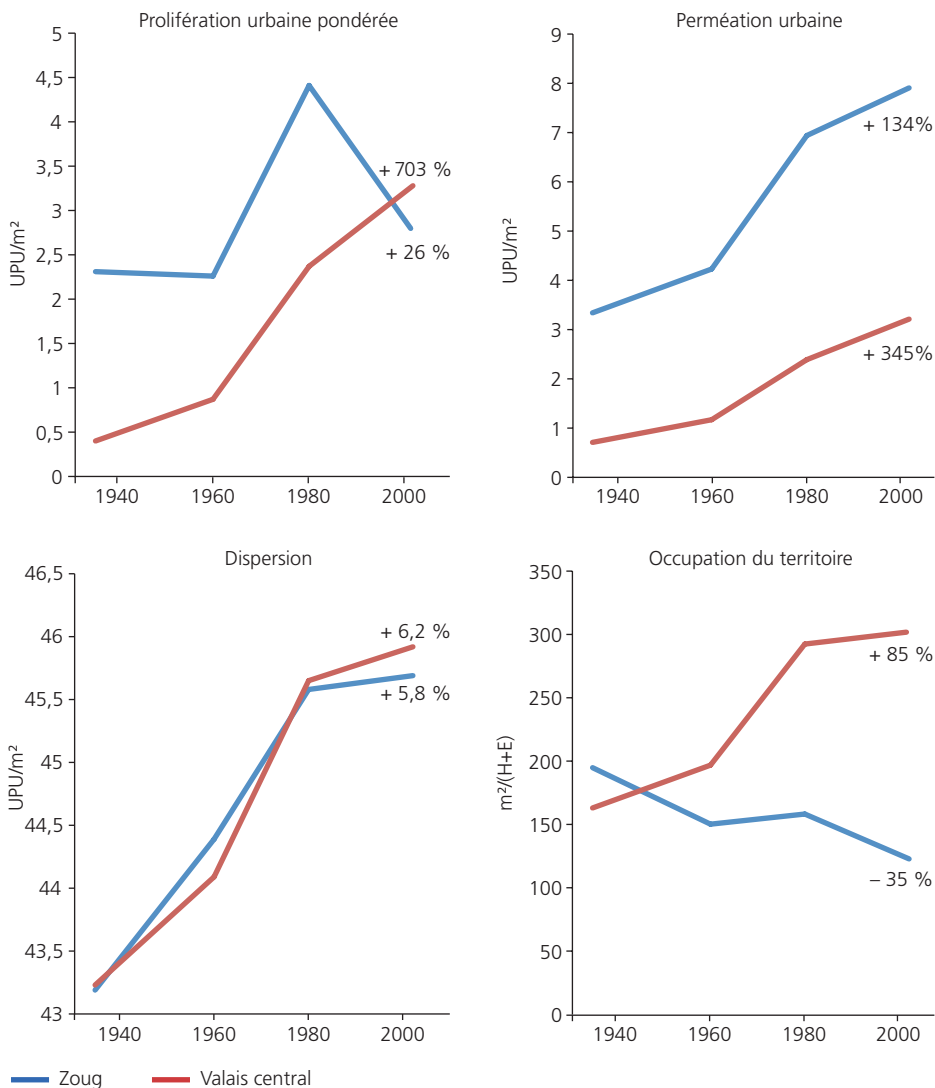 Prolifération urbaine pondérée
5
4,5
4
3,5
3
2,5
2
1,5
1
0,5
0
UPU/m²
+ 703 %
+ 26 %
1940 1960 1980 2000
Perméation urbaine
9
8
7
6
5
4
3
2
1
0
UPU/m²
+ 134%
+ 345%
1940 1960 1980 2000
Dispersion
46,5
46
45,5
45
44,5
44
43,5
43
UPU/m²
+ 6,2 %
+ 5,8 %
1940 1960 1980 2000
Occupation du territoire
350
300
250
200
150
100
50
0
m²/(H+E)
+ 85 %
– 35 %
1940 1960 1980 2000
Zoug Valais central